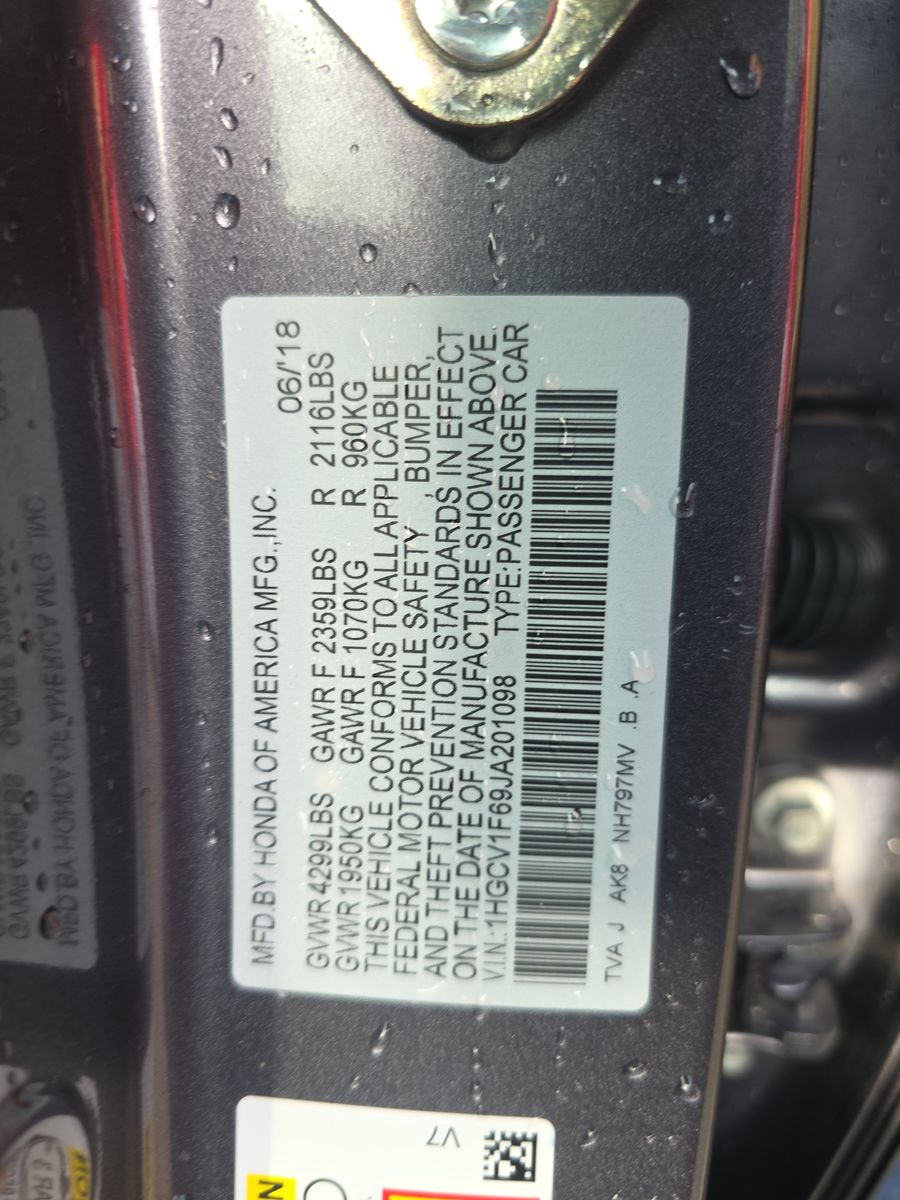 MFD.BY HONDA OF AMERICA MFG.,INC. 06/'18
GVWR 4299LBS GAWR F 2359LBS R 2116LBS
GVWR 1950KG GAWR F 1070KG R 960KG
THIS VEHICLE CONFORMS TO ALL APPLICABLE
FEDERAL MOTOR VEHICLE SAFETY , BUMPER,
AND THEFT PREVENTION STANDARDS IN EFFECT
ON THE DATE OF MANUFACTURE SHOWN ABOVE.
V.I.N.:1HGCV1F69JA201098 TYPE:PASSENGER CAR
TVA J AK8 NH797MV .B .A
V7